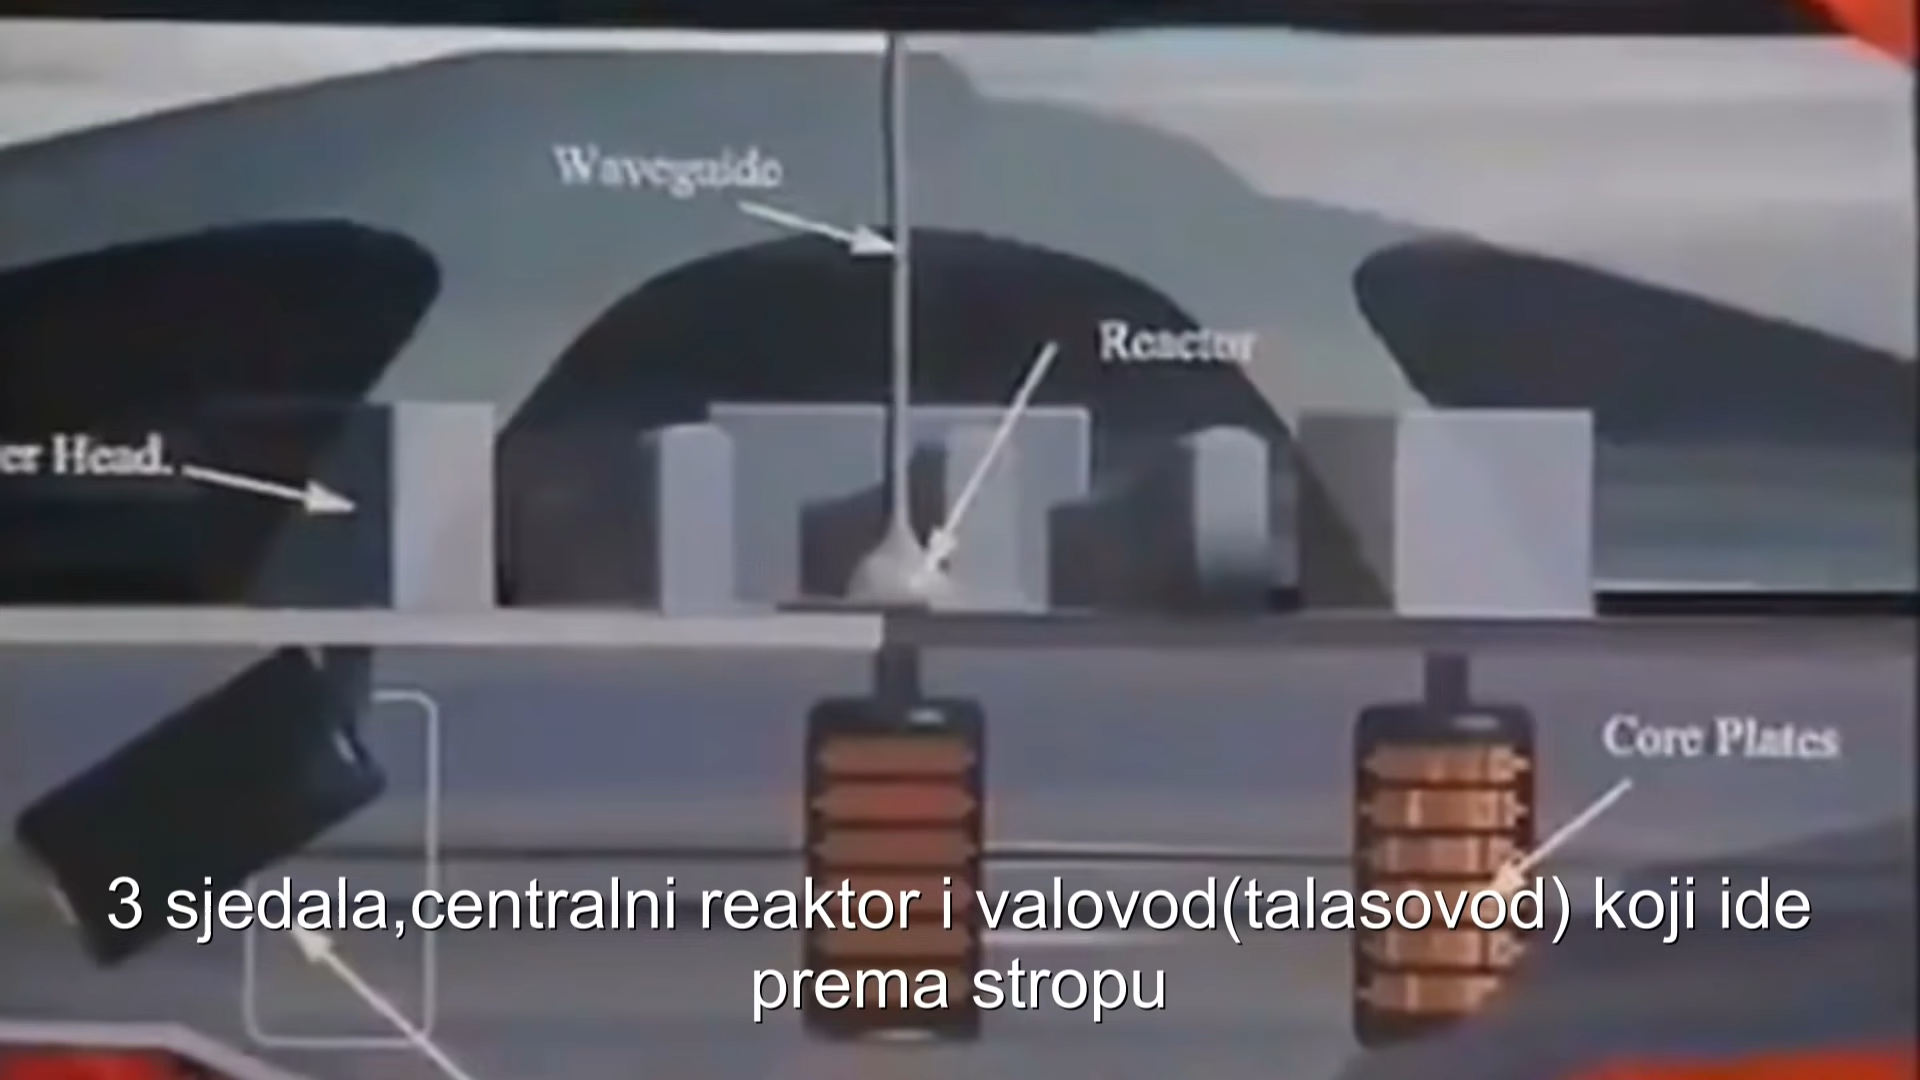 Waveguide
Reactor
er Head.
Core Plates
3 sjedala,centralni reaktor i valovod(talasovod) koji ide
prema stropu